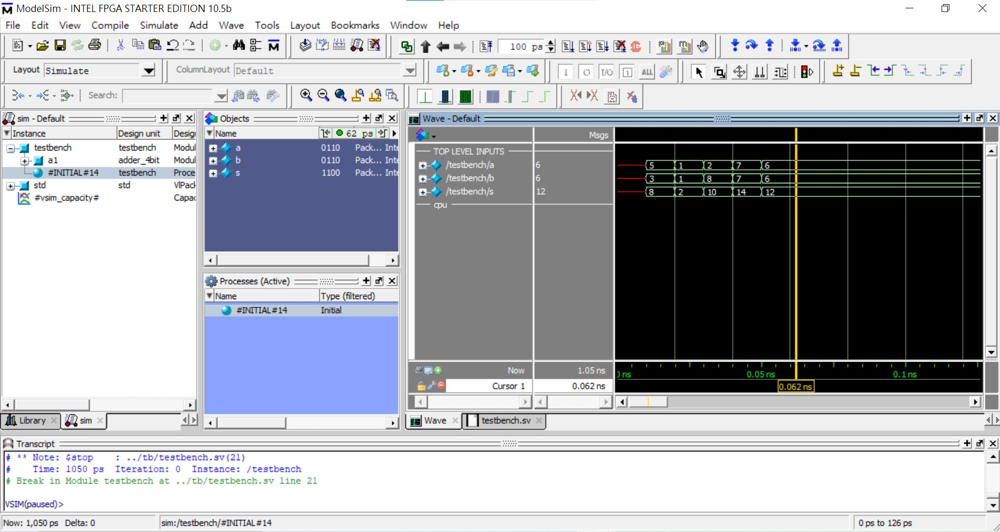 ModelSim - INTEL FPGA STARTER EDITION 10.5b
File Edit View Compile Simulate Add Wave Tools Layout Bookmarks Window Help
100 ps
Layout Simulate
ColumnLayout Default
I/O
ALL
Search:
sim - Default
Instance Design unit Desig
testbench testbench Modul
a1 adder_4bit Modul
#INITIAL#14 testbench Proce
std std VlPack
#vsim_capacity# Capac
Library
sim
Objects
Name 62 ps
a 0110 Pack... Inte
b 0110 Pack... Inte
s 1100 Pack... Inte
Processes (Active)
Name Type (filtered)
#INITIAL#14 Initial
Wave - Default
Msgs
TOP LEVEL INPUTS
/testbench/a 6 5 1 2 7 6
/testbench/b 6 3 1 8 7 6
/testbench/s 12 8 2 10 14 12
cpu
Now 1.05 ns
Cursor 1 0.062 ns
ns 0.05 ns 0.1 ns
0.062 ns
Wave
testbench.sv
Transcript
# ** Note: $stop : ../tb/testbench.sv(21)
# Time: 1050 ps Iteration: 0 Instance: /testbench
# Break in Module testbench at ../tb/testbench.sv line 21
VSIM(paused)>
Now: 1,050 ps Delta: 0
sim:/testbench/#INITIAL#14
0 ps to 126 ps